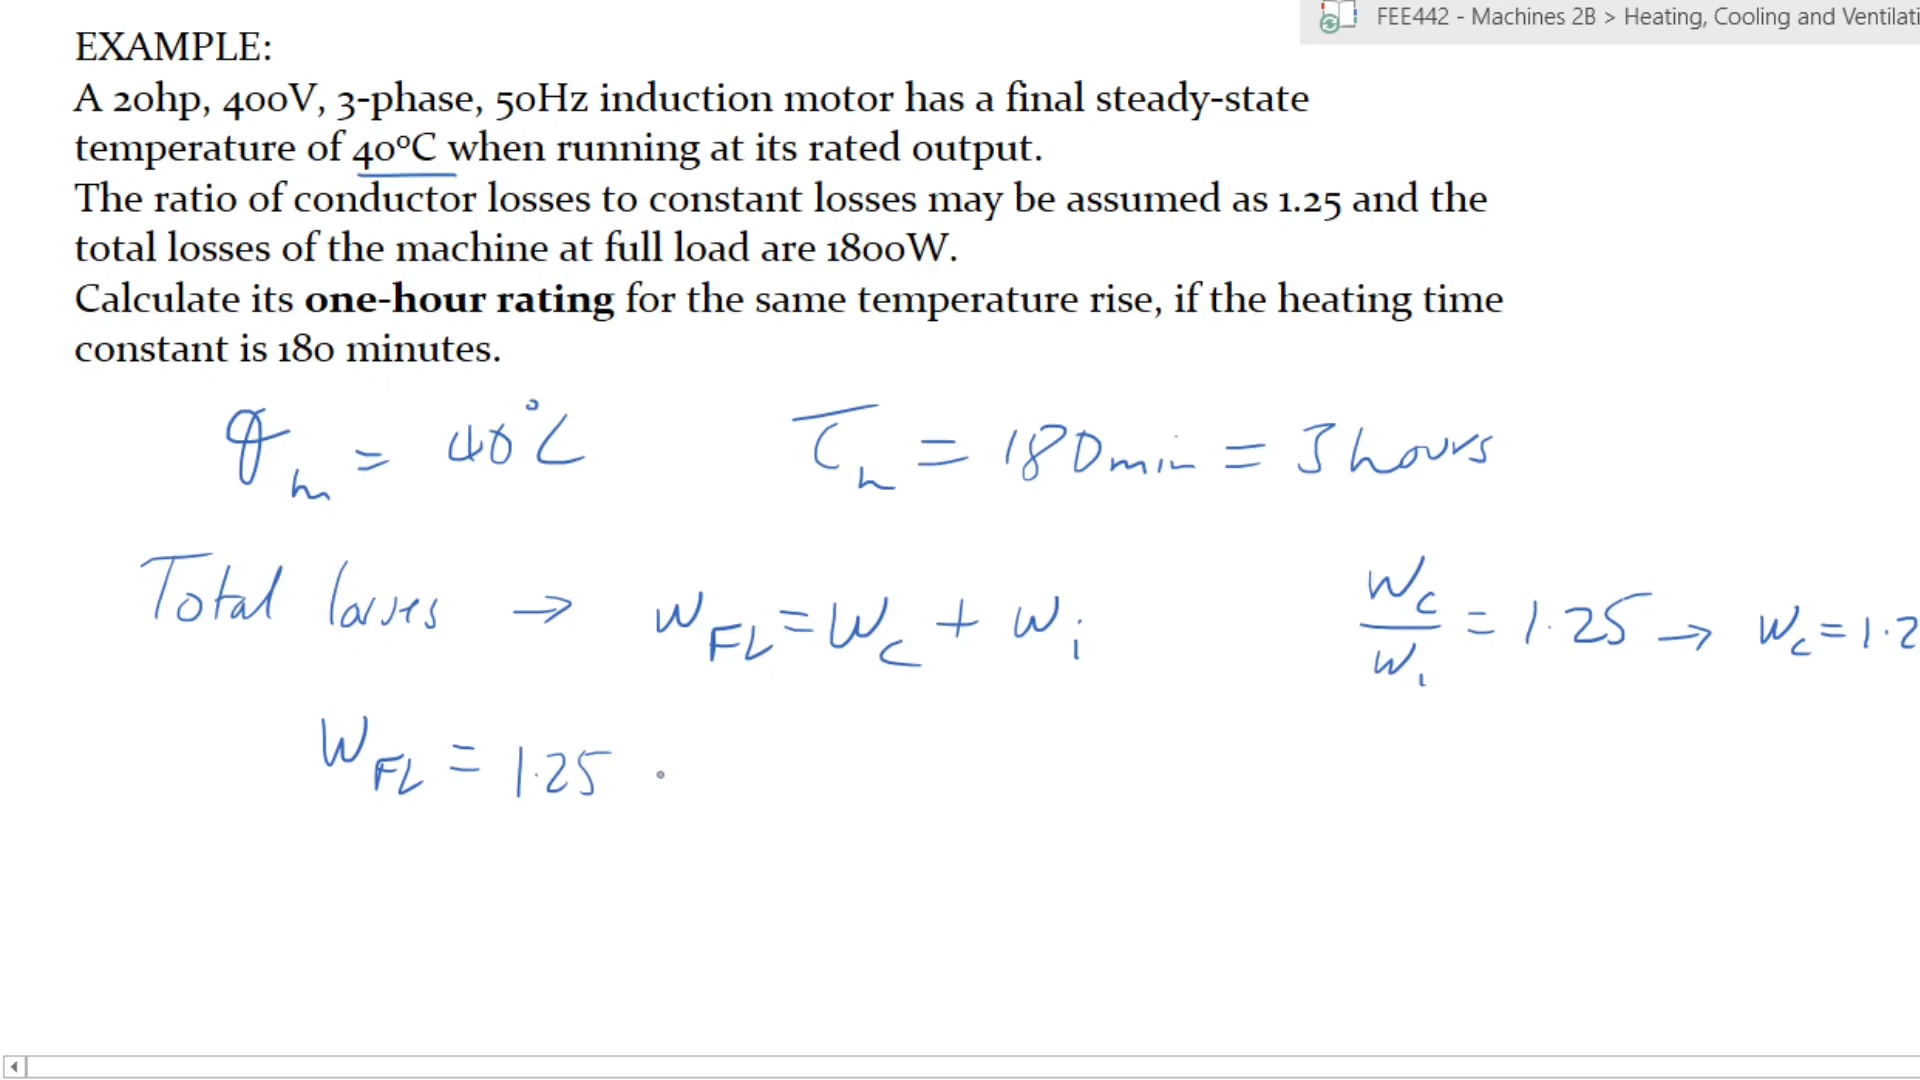 FEE442 - Machines 2B > Heating, Cooling and Ventilati
EXAMPLE:
A 20hp, 400V, 3-phase, 50Hz induction motor has a final steady-state
temperature of 40⁰C when running at its rated output.
The ratio of conductor losses to constant losses may be assumed as 1.25 and the
total losses of the machine at full load are 1800W.
Calculate its one-hour rating for the same temperature rise, if the heating time
constant is 180 minutes.
θm = 40°C τh = 180min = 3 hours
Total losses → WFL = Wc + Wi Wc/Wi = 1.25 → Wc = 1.2
WFL = 1.25